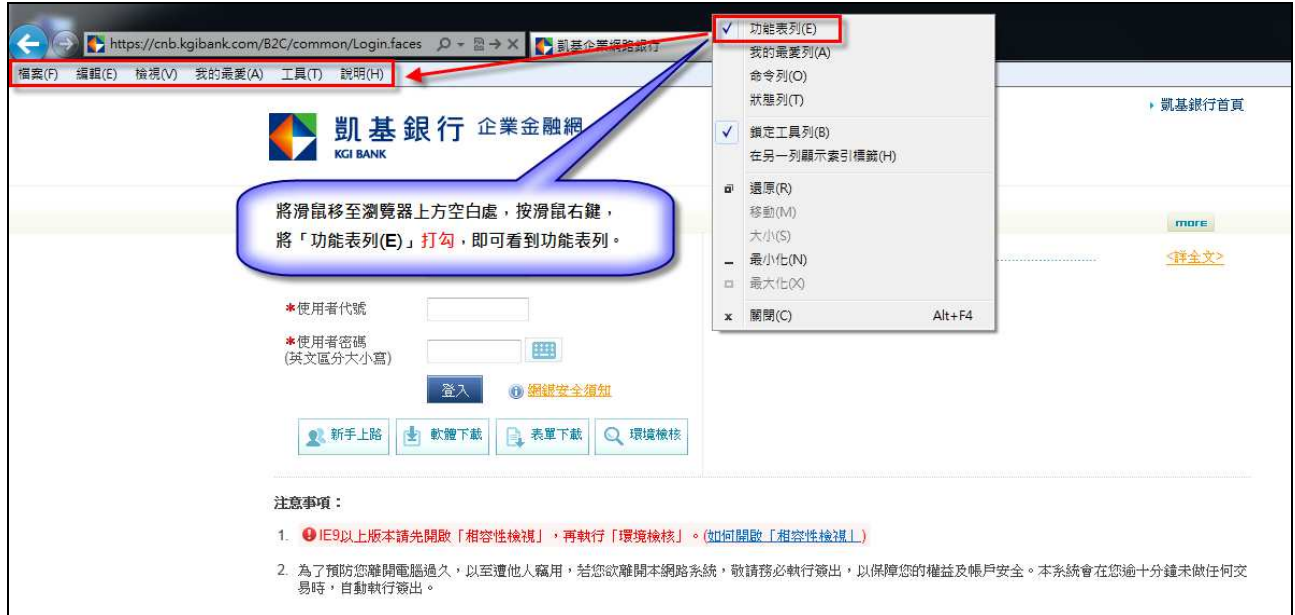 https://cnb.kgibank.com/B2C/common/Login.faces
凱基企業網路銀行
檔案(F) 編輯(E) 檢視(V) 我的最愛(A) 工具(T) 說明(H)
功能表列(E)
我的最愛列(A)
命令列(O)
狀態列(T)
鎖定工具列(B)
在另一列顯示索引標籤(H)
還原(R)
移動(M)
大小(S)
最小化(N)
最大化(X)
關閉(C) Alt+F4
凱基銀行首頁
凱基銀行 企業金融網
KGI BANK
將滑鼠移至瀏覽器上方空白處，按滑鼠右鍵，
將「功能表列(E)」打勾，即可看到功能表列。
more
<詳全文>
*使用者代號
*使用者密碼
(英文區分大小寫)
登入 網銀安全須知
新手上路 軟體下載 表單下載 環境檢核
注意事項：
1. IE9以上版本請先開啟「相容性檢視」，再執行「環境檢核」。(如何開啟「相容性檢視」)
2. 為了預防您離開電腦過久，以至遭他人竊用，若您欲離開本網路系統，敬請務必執行簽出，以保障您的權益及帳戶安全。本系統會在您逾十分鐘未做任何交
易時，自動執行簽出。